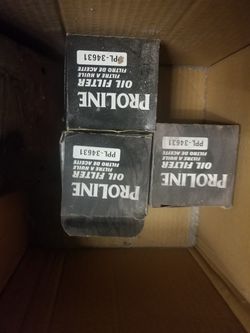 PROLINE
OIL FILTER
FILTRE A HUILE
FILTRO DE ACEITE
PPL-34631
PROLINE
OIL FILTER
FILTRE A HUILE
FILTRO DE ACEITE
PPL-34631
PROLINE
OIL FILTER
FILTRE A HUILE
FILTRO DE ACEITE
PPL-34631